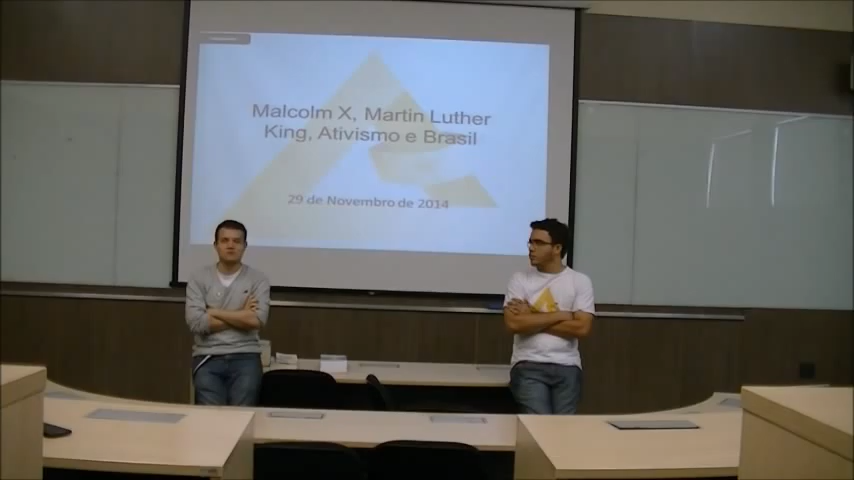 Malcolm X, Martin Luther
King, Ativismo e Brasil
29 de Novembro de 2014